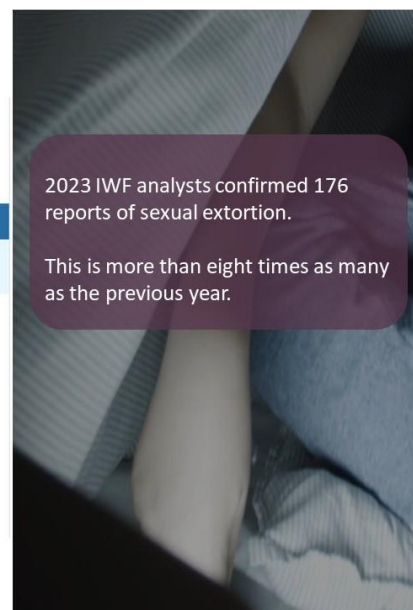 2023 IWF analysts confirmed 176
reports of sexual extortion.
This is more than eight times as many
as the previous year.